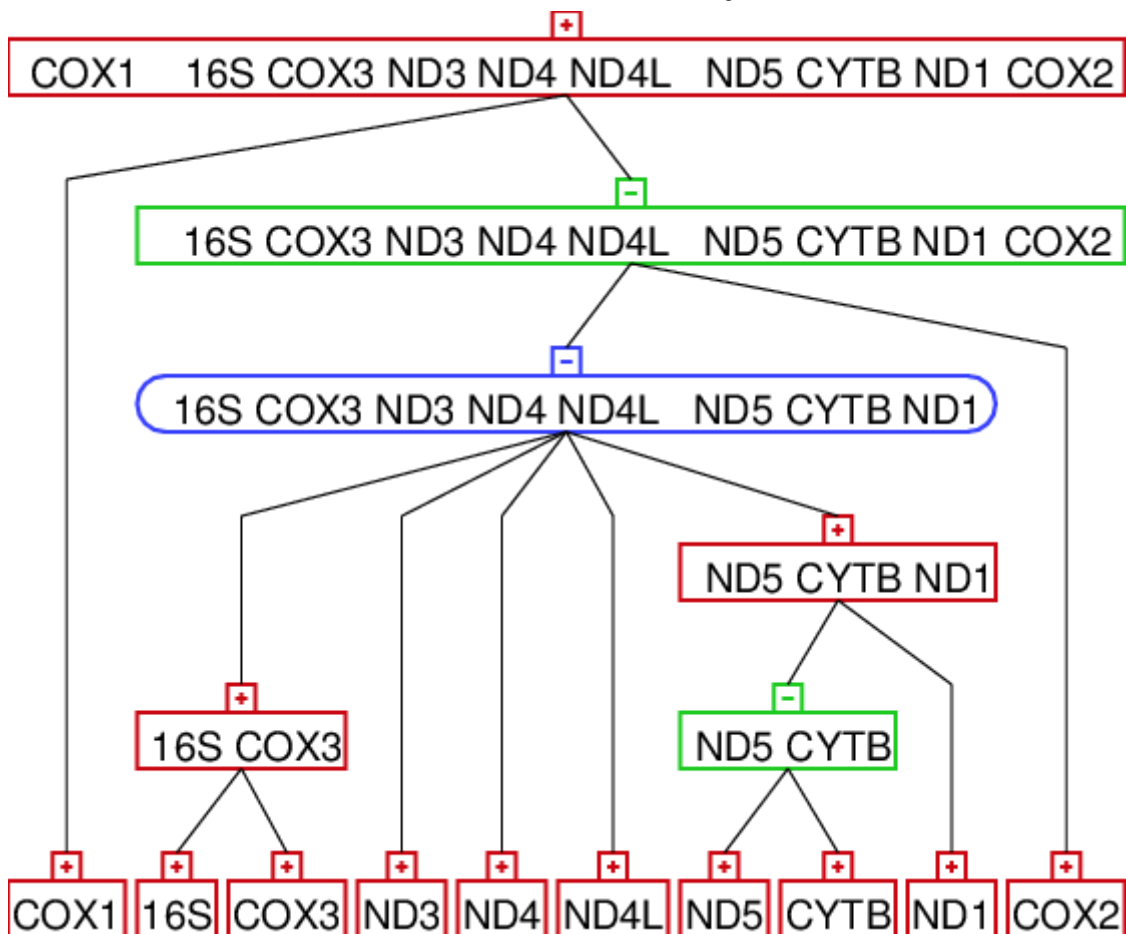 +
COX1 16S COX3 ND3 ND4 ND4L ND5 CYTB ND1 COX2
-
16S COX3 ND3 ND4 ND4L ND5 CYTB ND1 COX2
-
16S COX3 ND3 ND4 ND4L ND5 CYTB ND1
+
ND5 CYTB ND1
+ -
16S COX3 ND5 CYTB
+ + + + + + + + + +
COX1 16S COX3 ND3 ND4 ND4L ND5 CYTB ND1 COX2